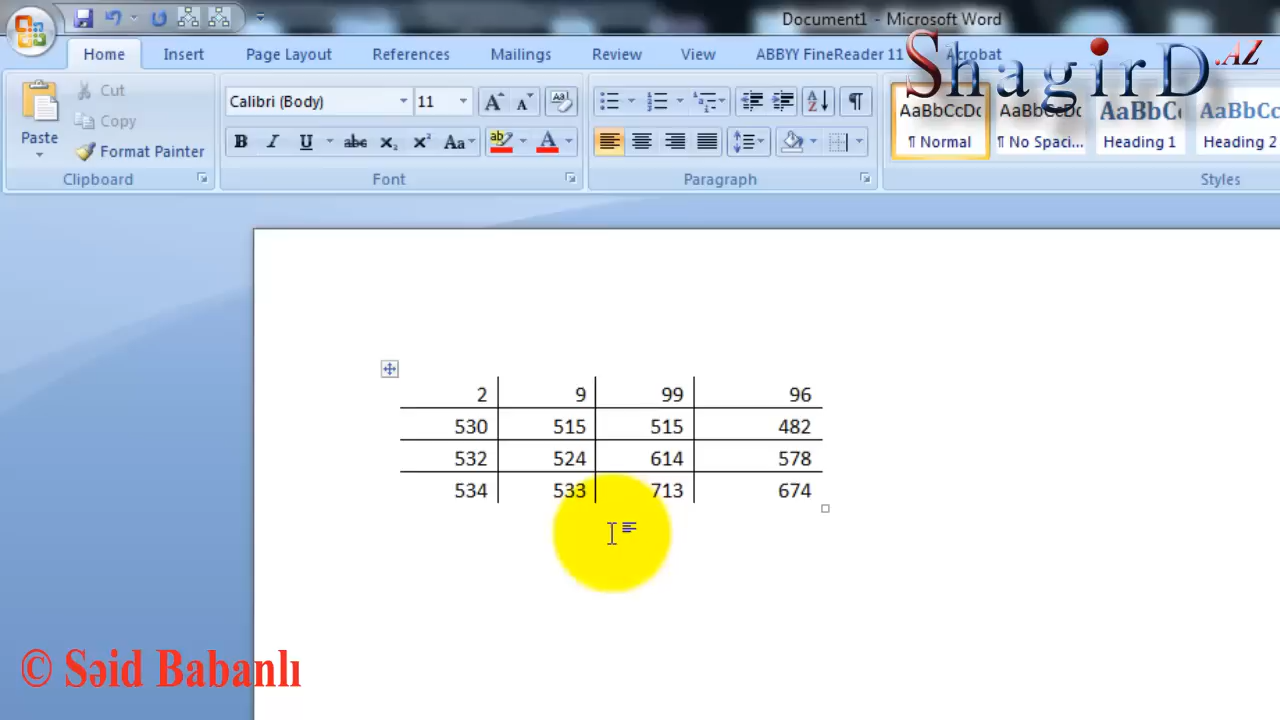 Document1 - Microsoft Word
ShagirD.AZ
Home Insert Page Layout References Mailings Review View ABBYY FineReader 11 Acrobat
Paste
Cut
Copy
Format Painter
Clipboard
Calibri (Body) 11
Font
Paragraph
AaBbCcDc AaBbCcDc AaBbC AaBbCc
¶ Normal ¶ No Spaci... Heading 1 Heading 2
Styles
2 9 99 96
530 515 515 482
532 524 614 578
534 533 713 674
© Səid Babanlı